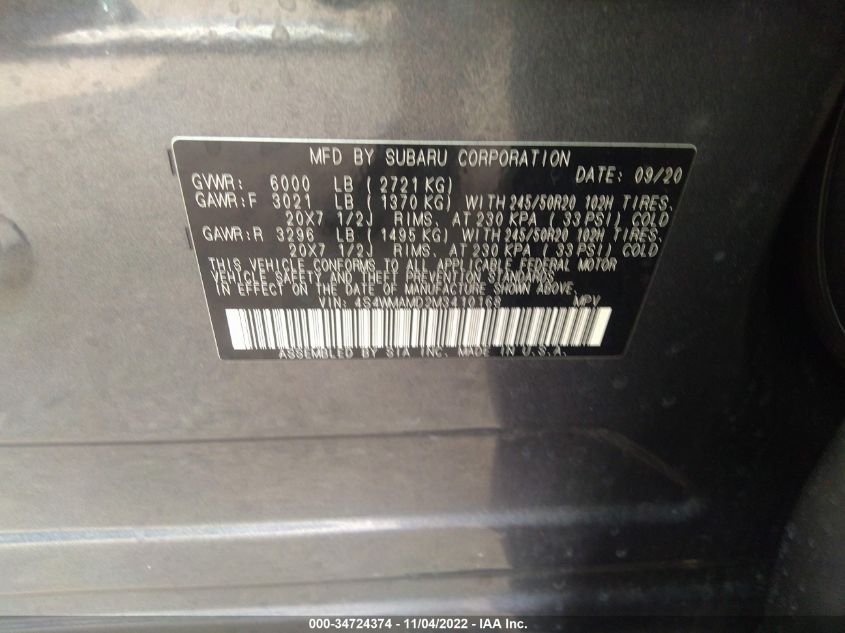 MFD BY SUBARU CORPORATION
GVWR: 6000 LB ( 2721 KG) DATE: 09/20
GAWR:F 3021 LB ( 1370 KG) WITH 245/50R20 102H TIRES,
20X7 1/2J RIMS, AT 230 KPA ( 33 PSI) COLD
GAWR:R 3296 LB ( 1495 KG) WITH 245/50R20 102H TIRES,
20X7 1/2J RIMS, AT 230 KPA ( 33 PSI) COLD
THIS VEHICLE CONFORMS TO ALL APPLICABLE FEDERAL MOTOR
VEHICLE SAFETY AND THEFT PREVENTION STANDARDS
IN EFFECT ON THE DATE OF MANUFACTURE SHOWN ABOVE.
VIN: 4S4WMAMD2M3410168 MPV
ASSEMBLED BY SIA INC. MADE IN U.S.A.
000-34724374 - 11/04/2022 - IAA Inc.